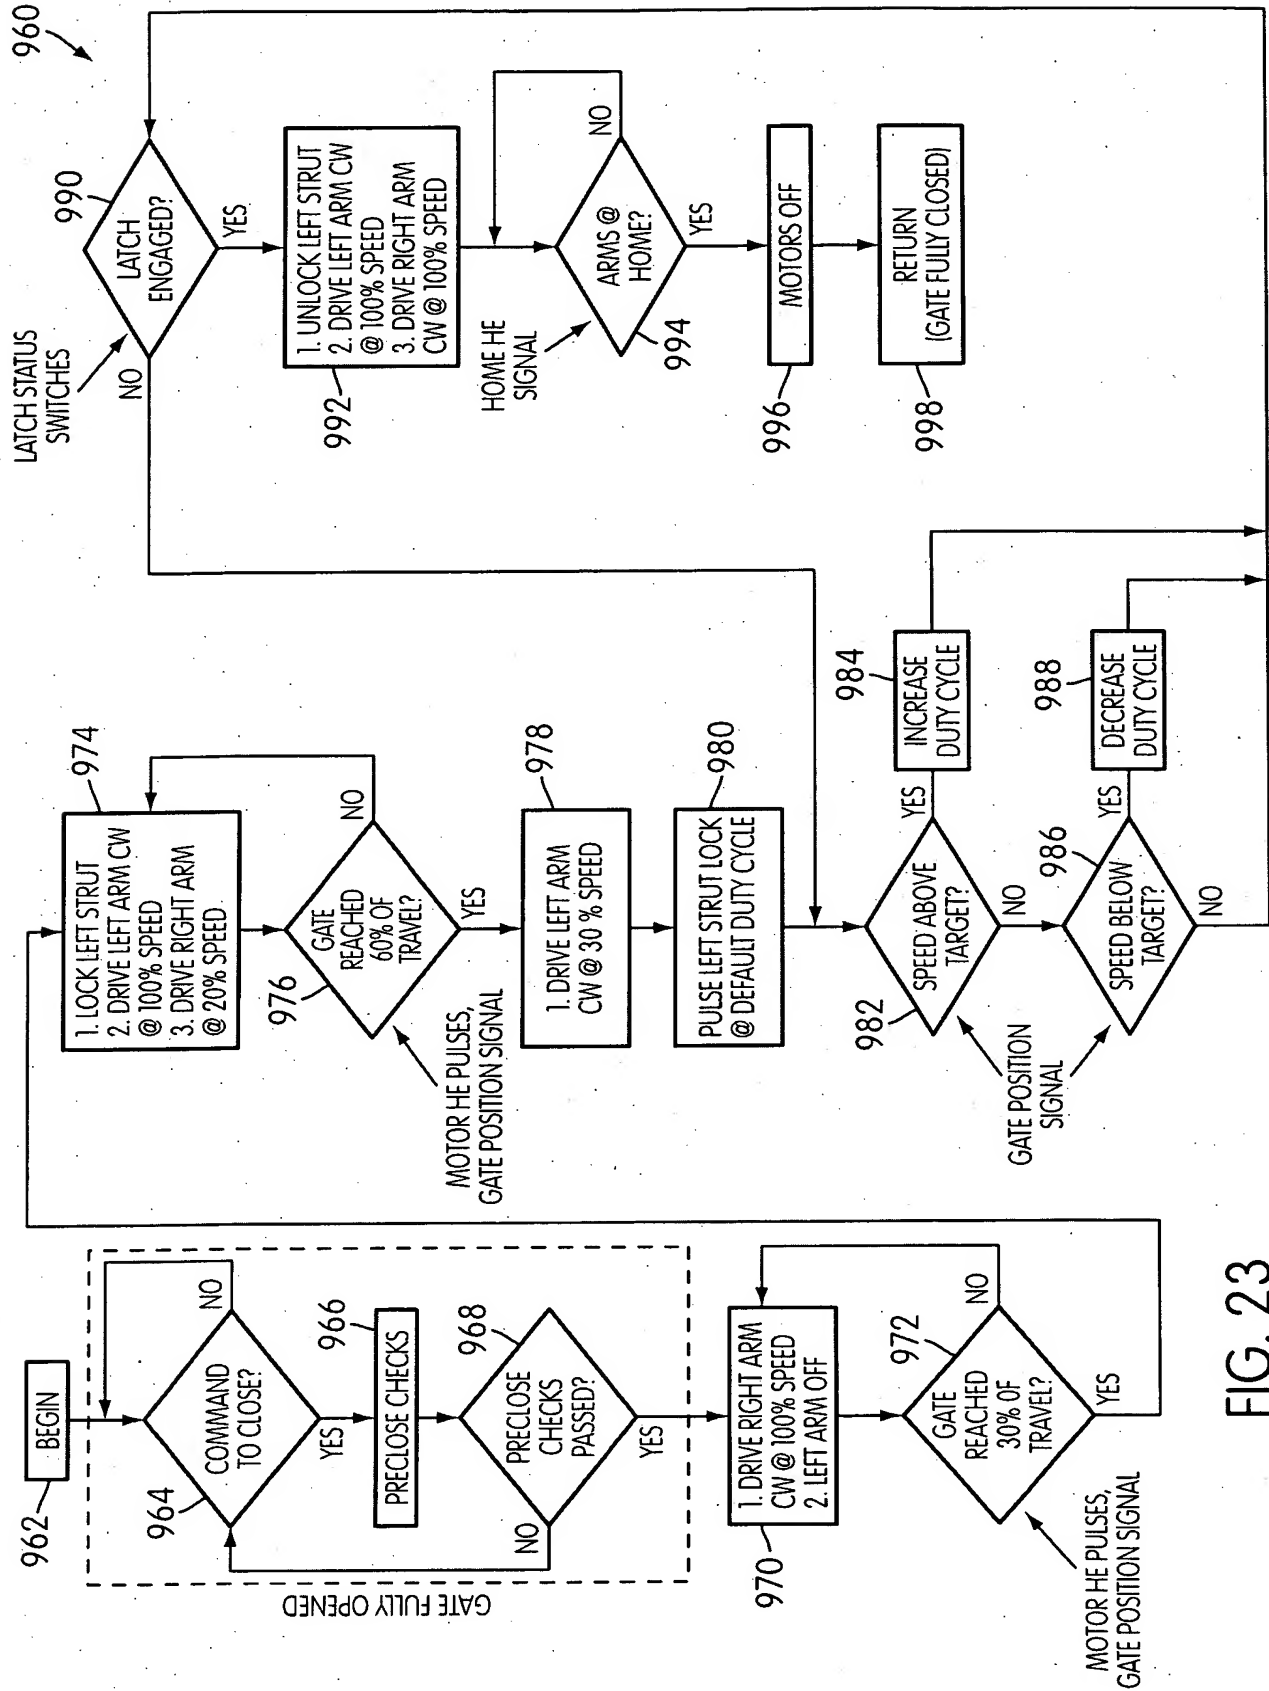 960
962
BEGIN
964
COMMAND
TO CLOSE?
NO
YES
966
PRECLOSE CHECKS
968
PRECLOSE
CHECKS
PASSED?
NO
YES
GATE FULLY OPENED
970
1. DRIVE RIGHT ARM
CW @ 100% SPEED
2. LEFT ARM OFF
972
GATE
REACHED
30% OF
TRAVEL?
NO
YES
MOTOR HE PULSES,
GATE POSITION SIGNAL
974
1. LOCK LEFT STRUT
2. DRIVE LEFT ARM CW
@ 100% SPEED
3. DRIVE RIGHT ARM
@ 20% SPEED
976
GATE
REACHED
60% OF
TRAVEL?
NO
YES
MOTOR HE PULSES,
GATE POSITION SIGNAL
978
1. DRIVE LEFT ARM
CW @ 30 % SPEED
980
PULSE LEFT STRUT LOCK
@ DEFAULT DUTY CYCLE
982
SPEED ABOVE
TARGET?
YES
NO
984
INCREASE
DUTY CYCLE
986
SPEED BELOW
TARGET?
YES
NO
988
DECREASE
DUTY CYCLE
GATE POSITION
SIGNAL
LATCH STATUS
SWITCHES
990
LATCH
ENGAGED?
NO
YES
992
1. UNLOCK LEFT STRUT
2. DRIVE LEFT ARM CW
@ 100% SPEED
3. DRIVE RIGHT ARM
CW @ 100% SPEED
HOME HE
SIGNAL
994
ARMS @
HOME?
NO
YES
996
MOTORS OFF
998
RETURN
(GATE FULLY CLOSED)
FIG. 23